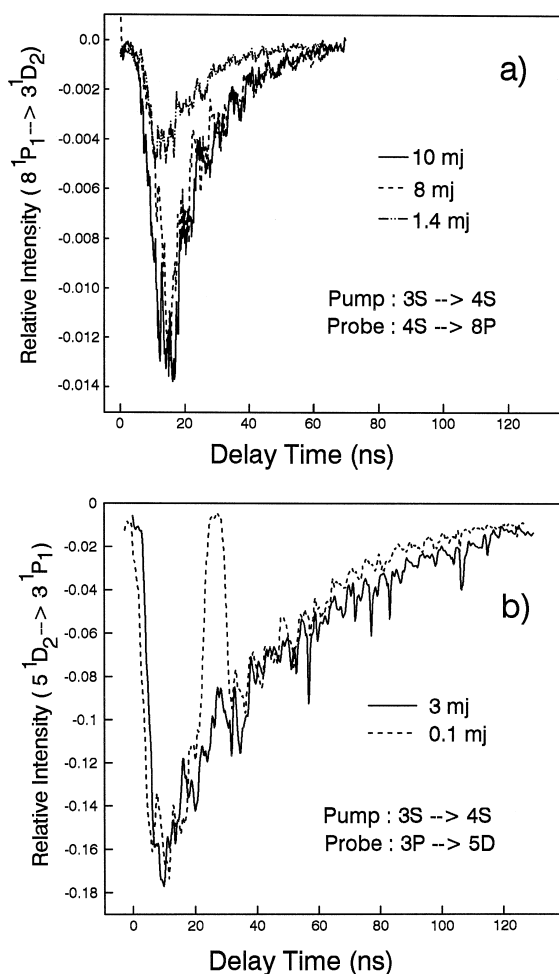 a)
0.0
-0.002
-0.004
-0.006
-0.008
-0.010
-0.012
-0.014
Relative Intensity ( 8 ¹P₁--> 3¹D₂)
10 mj
8 mj
1.4 mj
Pump : 3S --> 4S
Probe : 4S --> 8P
0 20 40 60 80 100 120
Delay Time (ns)
b)
0
-0.02
-0.04
-0.06
-0.08
-0.1
-0.12
-0.14
-0.16
-0.18
Relative Intensity ( 5 ¹D₂--> 3 ¹P₁)
3 mj
0.1 mj
Pump : 3S --> 4S
Probe : 3P --> 5D
0 20 40 60 80 100 120
Delay Time (ns)